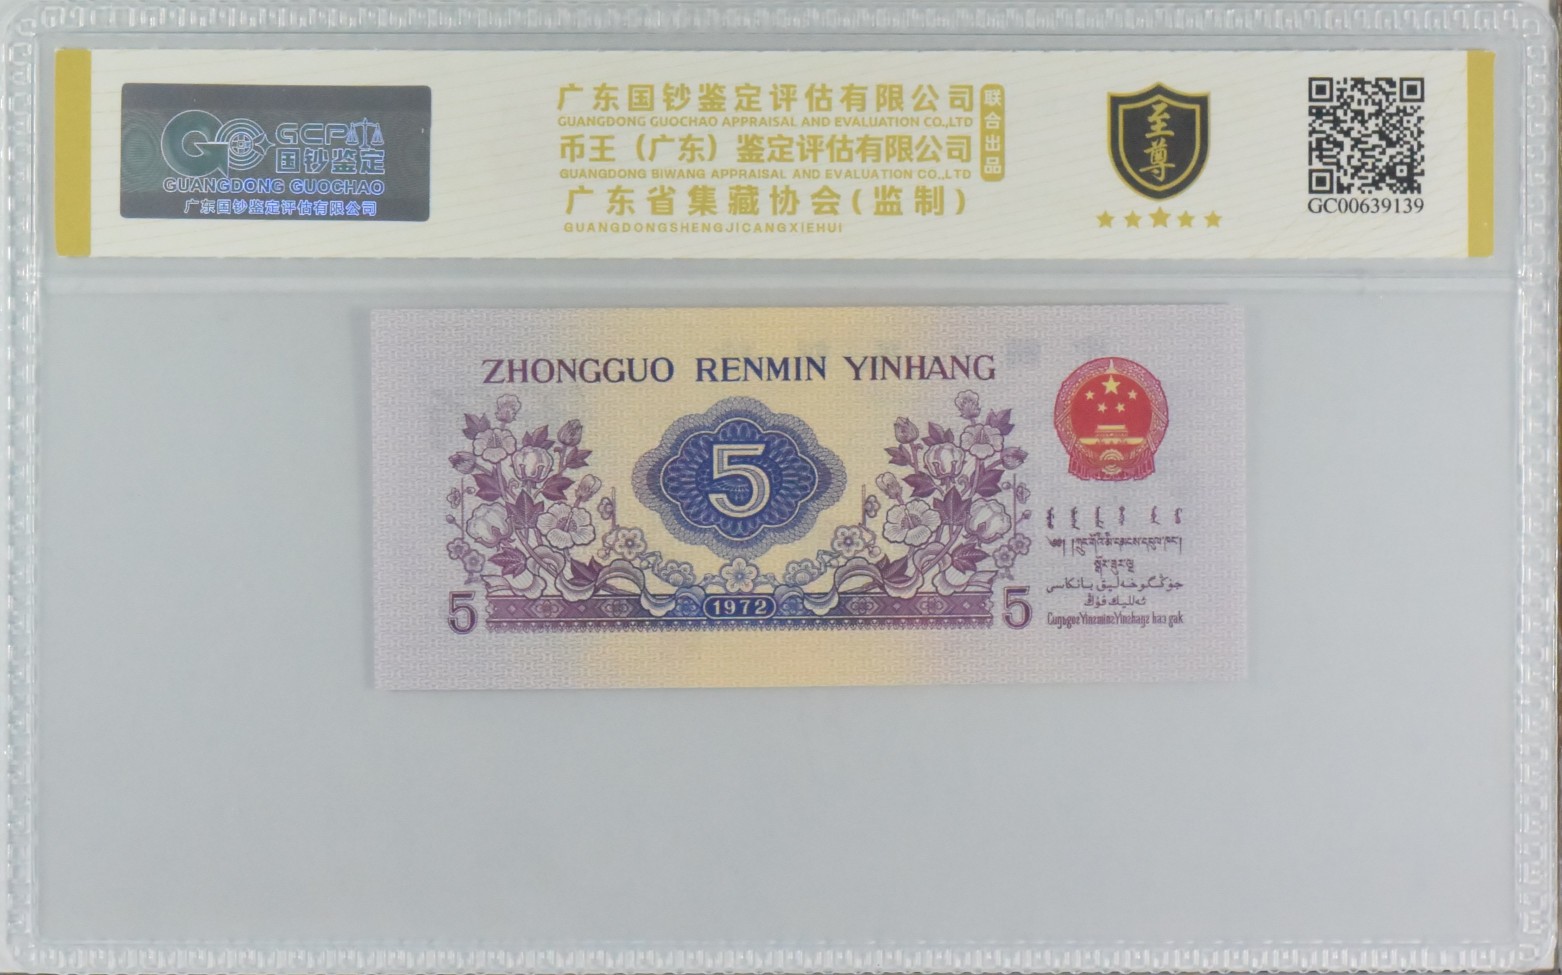 GCP
国钞鉴定
GUANGDONG GUOCHAO
广东国钞鉴定评估有限公司
广东国钞鉴定评估有限公司
GUANGDONG GUOCHAO APPRAISAL AND EVALUATION CO.,LTD
币王（广东）鉴定评估有限公司
GUANGDONG BIWANG APPRAISAL AND EVALUATION CO.,LTD
广东省集藏协会(监制)
GUANGDONGSHENGJICANGXIEHUI
联合出品
至尊
GC00639139
ZHONGGUO RENMIN YINHANG
5
5
1972
5
جۇڭگوخەلىق بانكىسى